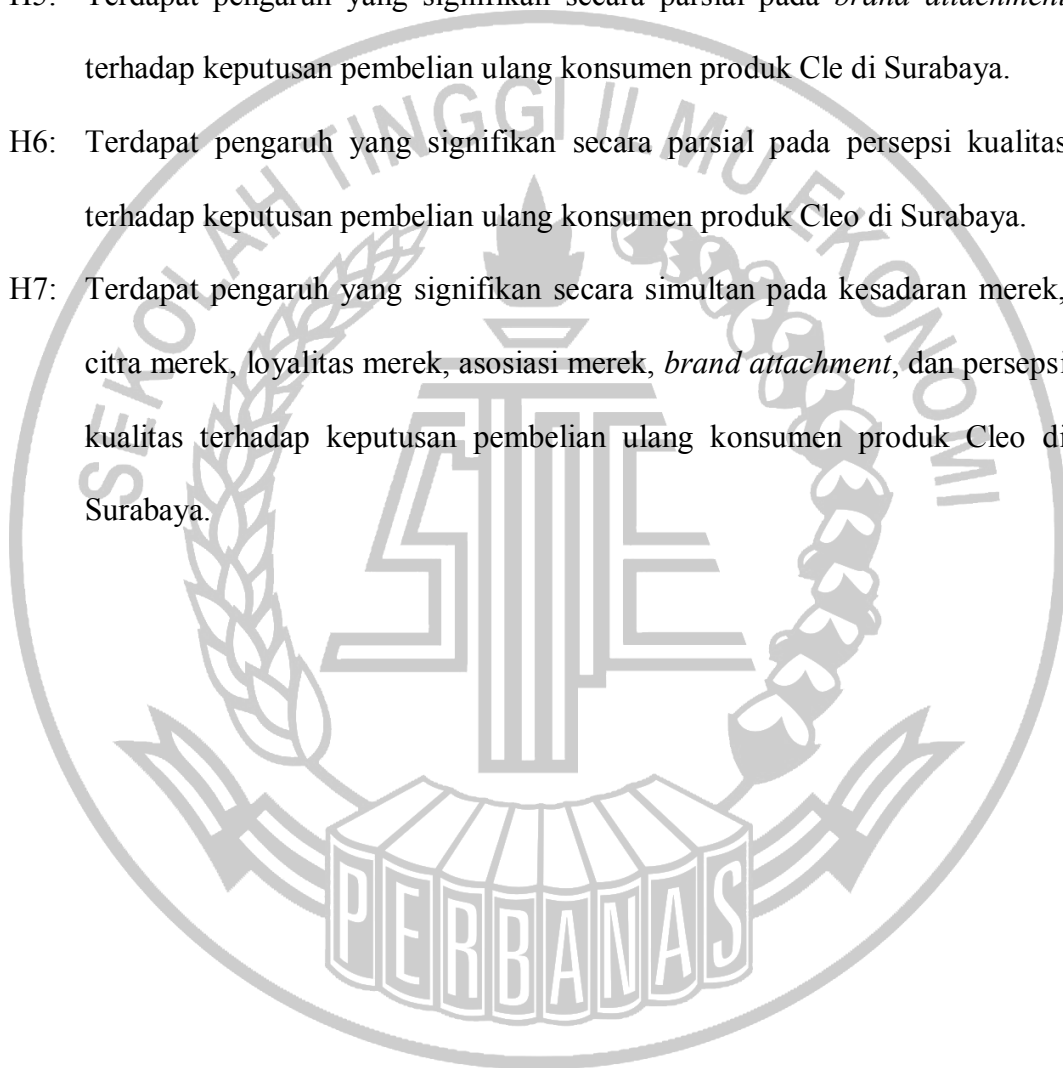 H5: Terdapat pengaruh yang signifikan secara parsial pada brand attachment
terhadap keputusan pembelian ulang konsumen produk Cle di Surabaya.
H6: Terdapat pengaruh yang signifikan secara parsial pada persepsi kualitas
terhadap keputusan pembelian ulang konsumen produk Cleo di Surabaya.
H7: Terdapat pengaruh yang signifikan secara simultan pada kesadaran merek,
citra merek, loyalitas merek, asosiasi merek, brand attachment, dan persepsi
kualitas terhadap keputusan pembelian ulang konsumen produk Cleo di
Surabaya.
SEKOLAH TINGGI ILMU EKONOMI
STIE
PERBANAS